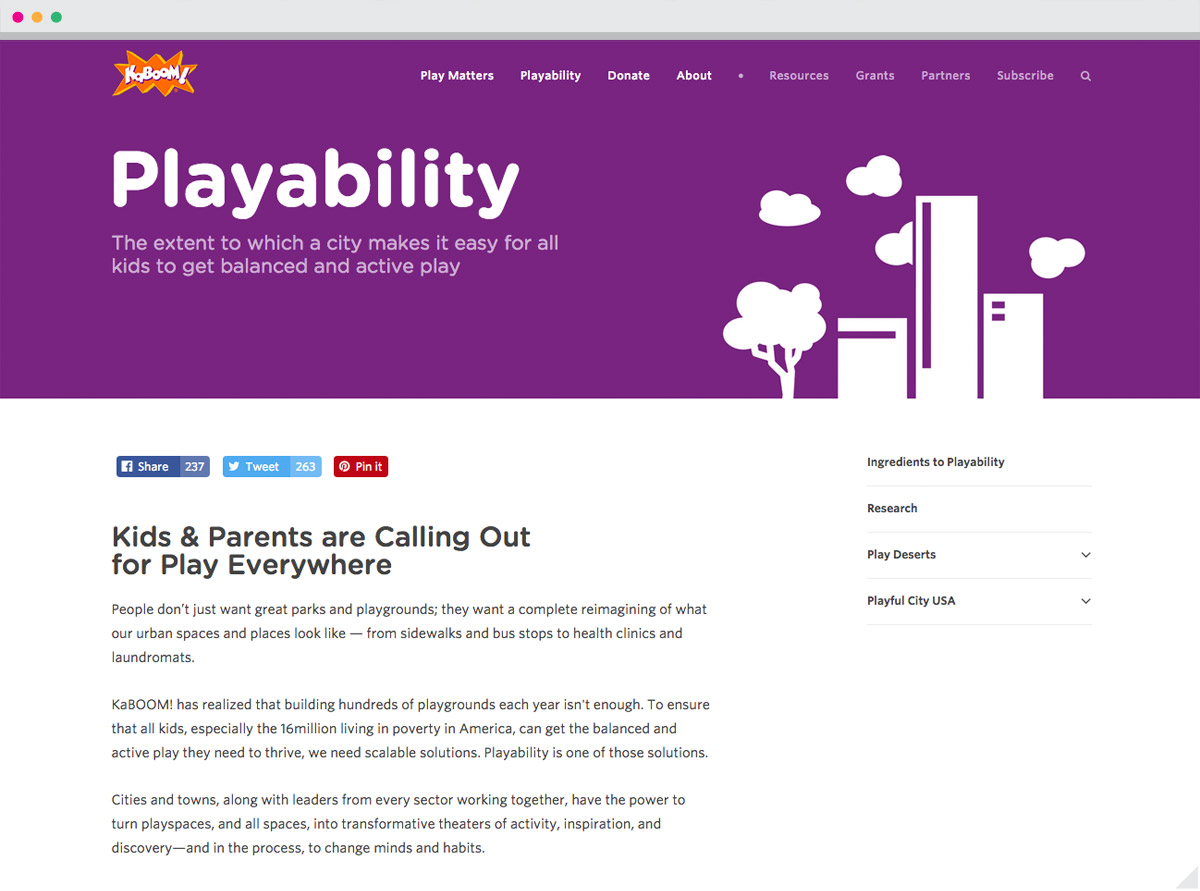 KaBOOM!
Play Matters Playability Donate About • Resources Grants Partners Subscribe
Playability
The extent to which a city makes it easy for all
kids to get balanced and active play
Share 237 Tweet 263 Pin it
Kids & Parents are Calling Out
for Play Everywhere
People don’t just want great parks and playgrounds; they want a complete reimagining of what
our urban spaces and places look like — from sidewalks and bus stops to health clinics and
laundromats.
KaBOOM! has realized that building hundreds of playgrounds each year isn't enough. To ensure
that all kids, especially the 16million living in poverty in America, can get the balanced and
active play they need to thrive, we need scalable solutions. Playability is one of those solutions.
Cities and towns, along with leaders from every sector working together, have the power to
turn playspaces, and all spaces, into transformative theaters of activity, inspiration, and
discovery—and in the process, to change minds and habits.
Ingredients to Playability
Research
Play Deserts
Playful City USA